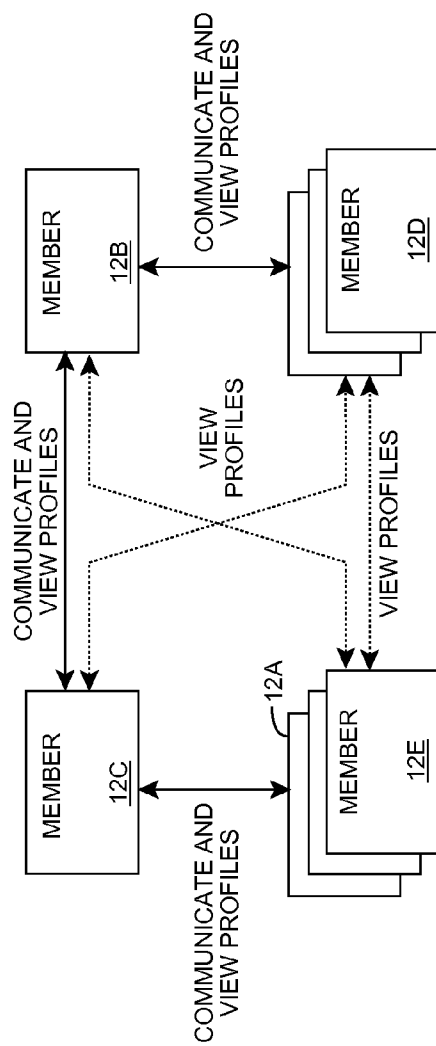 COMMUNICATE AND
VIEW PROFILES
MEMBER
12C
MEMBER
12B
COMMUNICATE AND
VIEW PROFILES
COMMUNICATE AND
VIEW PROFILES
VIEW
PROFILES
12A
MEMBER
12E
VIEW PROFILES
MEMBER
12D